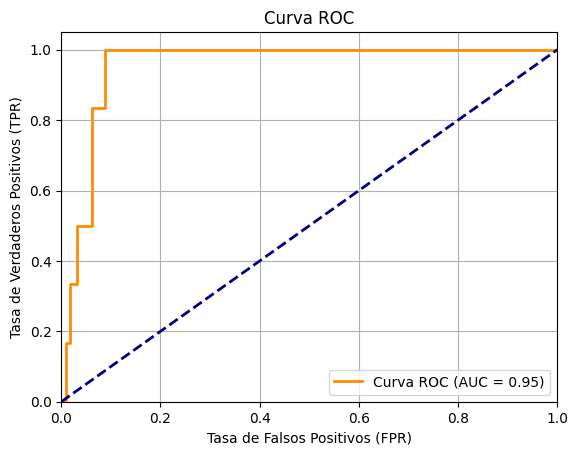 Curva ROC
Tasa de Verdaderos Positivos (TPR)
1.0
0.8
0.6
0.4
0.2
0.0
0.0 0.2 0.4 0.6 0.8 1.0
Tasa de Falsos Positivos (FPR)
Curva ROC (AUC = 0.95)